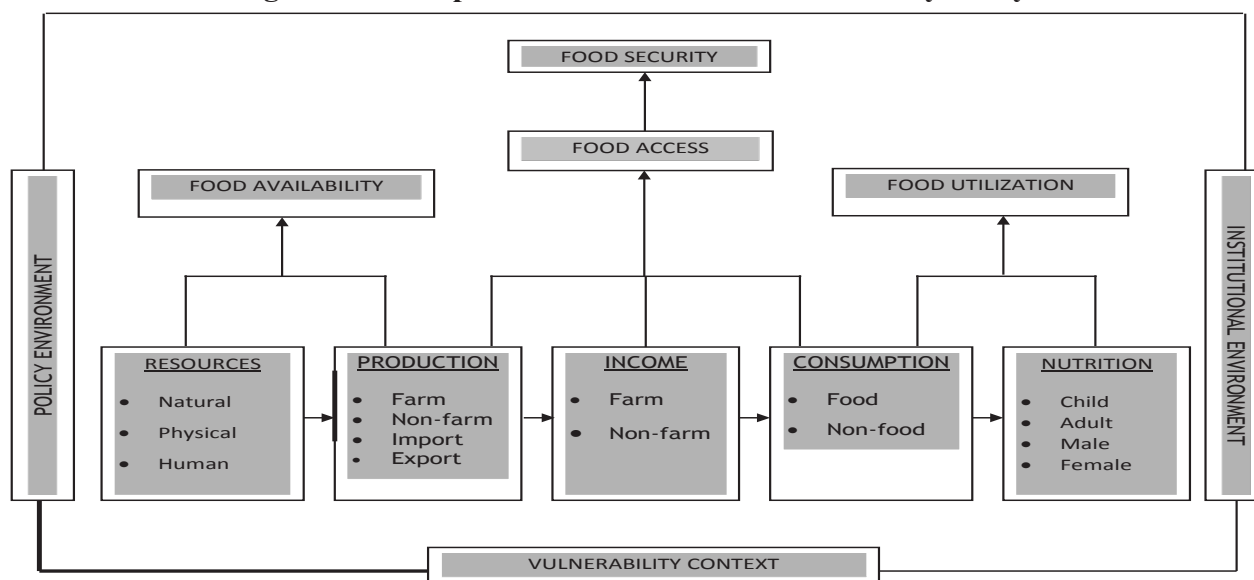 FOOD SECURITY
FOOD ACCESS
FOOD AVAILABILITY
FOOD UTILIZATION
POLICY ENVIRONMENT
INSTITUTIONAL ENVIRONMENT
RESOURCES
• Natural
• Physical
• Human
PRODUCTION
• Farm
• Non-farm
• Import
• Export
INCOME
• Farm
• Non-farm
CONSUMPTION
• Food
• Non-food
NUTRITION
• Child
• Adult
• Male
• Female
VULNERABILITY CONTEXT